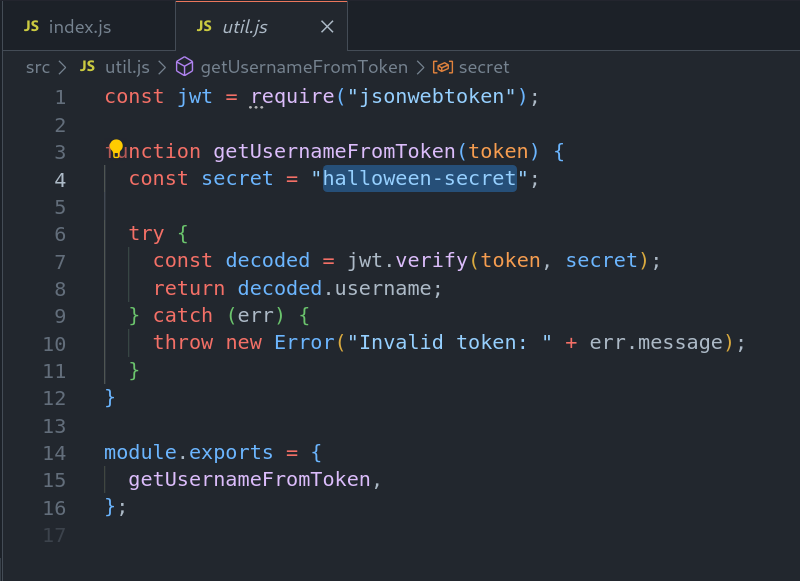 JS index.js JS util.js
src > JS util.js > getUsernameFromToken > secret
1 const jwt = require("jsonwebtoken");
2
3 function getUsernameFromToken(token) {
4 const secret = "halloween-secret";
5
6 try {
7 const decoded = jwt.verify(token, secret);
8 return decoded.username;
9 } catch (err) {
10 throw new Error("Invalid token: " + err.message);
11 }
12 }
13
14 module.exports = {
15 getUsernameFromToken,
16 };
17